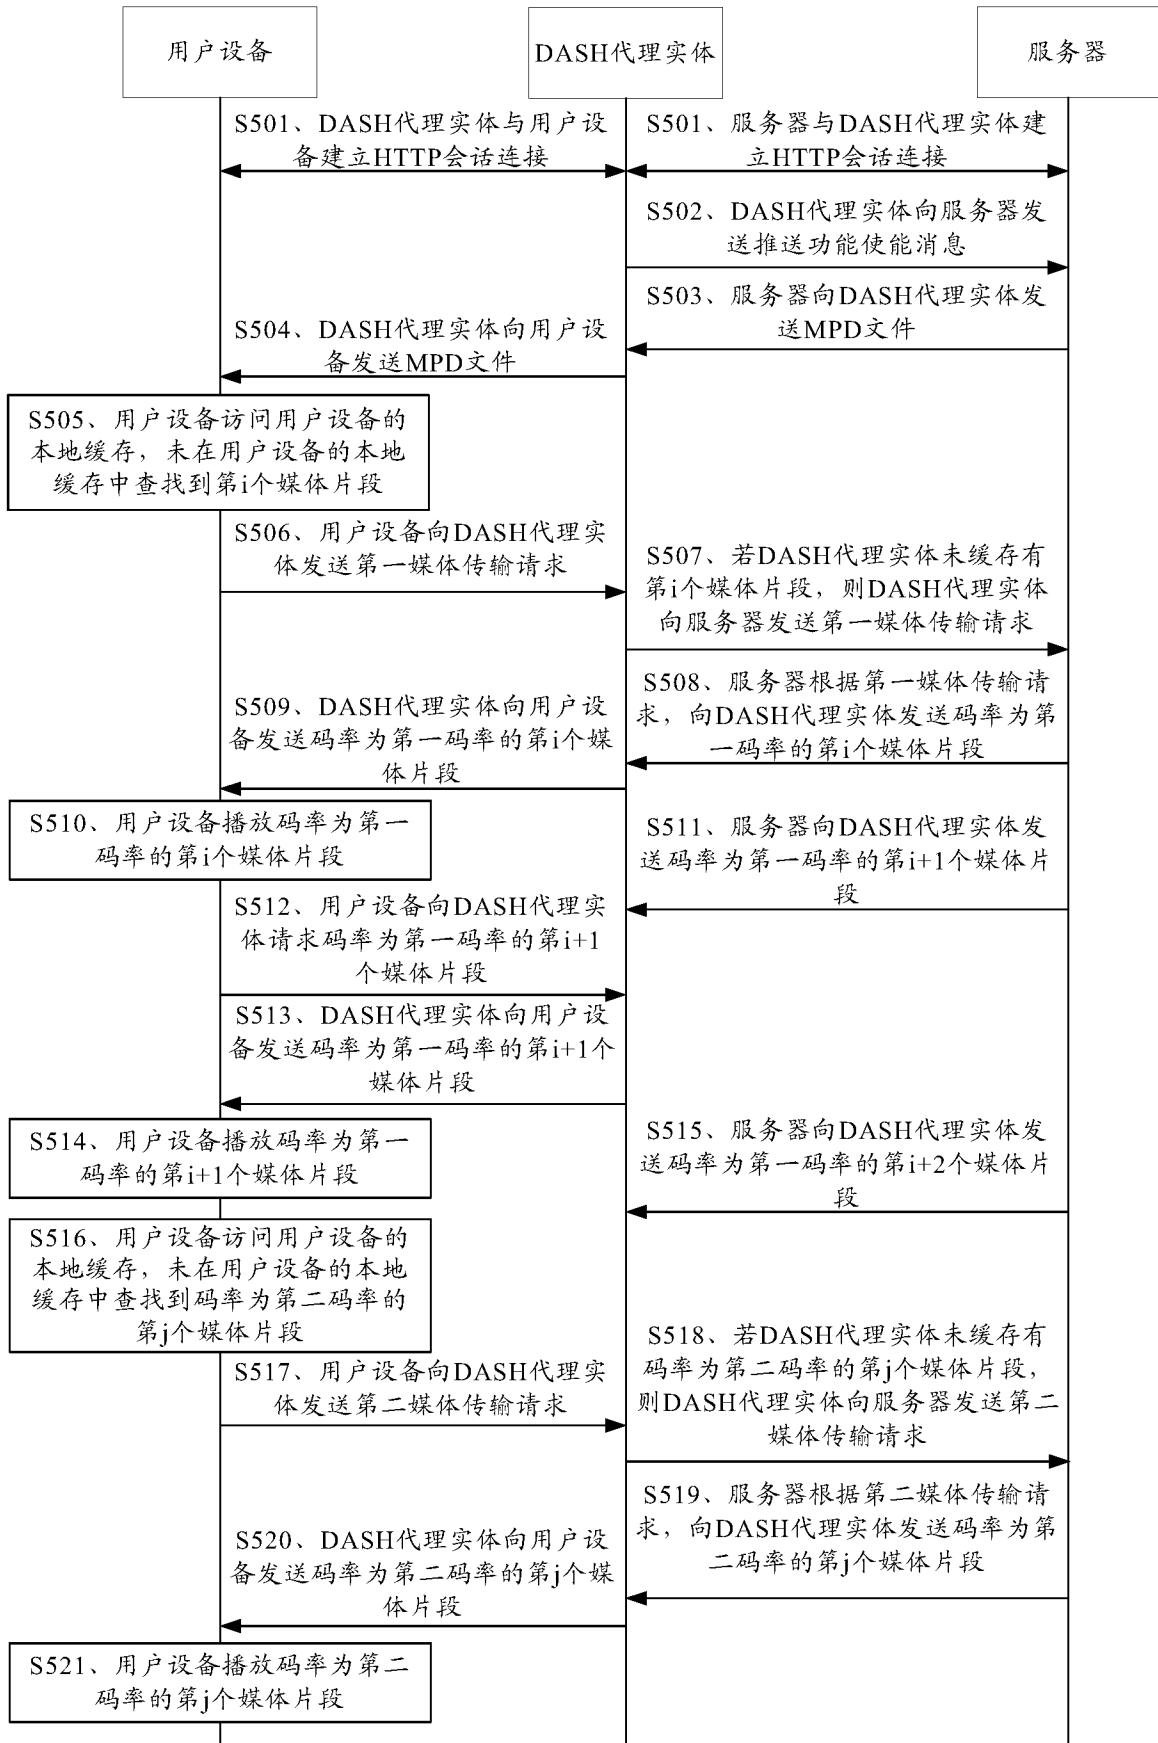 用户设备
DASH代理实体
服务器
S501、DASH代理实体与用户设
备建立HTTP会话连接
S501、服务器与DASH代理实体建
立HTTP会话连接
S502、DASH代理实体向服务器发
送推送功能使能消息
S503、服务器向DASH代理实体发
送MPD文件
S504、DASH代理实体向用户设
备发送MPD文件
S505、用户设备访问用户设备的
本地缓存，未在用户设备的本地
缓存中查找到第i个媒体片段
S506、用户设备向DASH代理实
体发送第一媒体传输请求
S507、若DASH代理实体未缓存有
第i个媒体片段，则DASH代理实体
向服务器发送第一媒体传输请求
S508、服务器根据第一媒体传输请
求，向DASH代理实体发送码率为第
一码率的第i个媒体片段
S509、DASH代理实体向用户设
备发送码率为第一码率的第i个媒
体片段
S510、用户设备播放码率为第一
码率的第i个媒体片段
S511、服务器向DASH代理实体发
送码率为第一码率的第i+1个媒体片
段
S512、用户设备向DASH代理实
体请求码率为第一码率的第i+1
个媒体片段
S513、DASH代理实体向用户设
备发送码率为第一码率的第i+1个
媒体片段
S514、用户设备播放码率为第一
码率的第i+1个媒体片段
S515、服务器向DASH代理实体发
送码率为第一码率的第i+2个媒体片
段
S516、用户设备访问用户设备的
本地缓存，未在用户设备的本地
缓存中查找到码率为第二码率的
第j个媒体片段
S517、用户设备向DASH代理实
体发送第二媒体传输请求
S518、若DASH代理实体未缓存有
码率为第二码率的第j个媒体片段，
则DASH代理实体向服务器发送第二
媒体传输请求
S519、服务器根据第二媒体传输请
求，向DASH代理实体发送码率为第
二码率的第j个媒体片段
S520、DASH代理实体向用户设
备发送码率为第二码率的第j个媒
体片段
S521、用户设备播放码率为第二
码率的第j个媒体片段